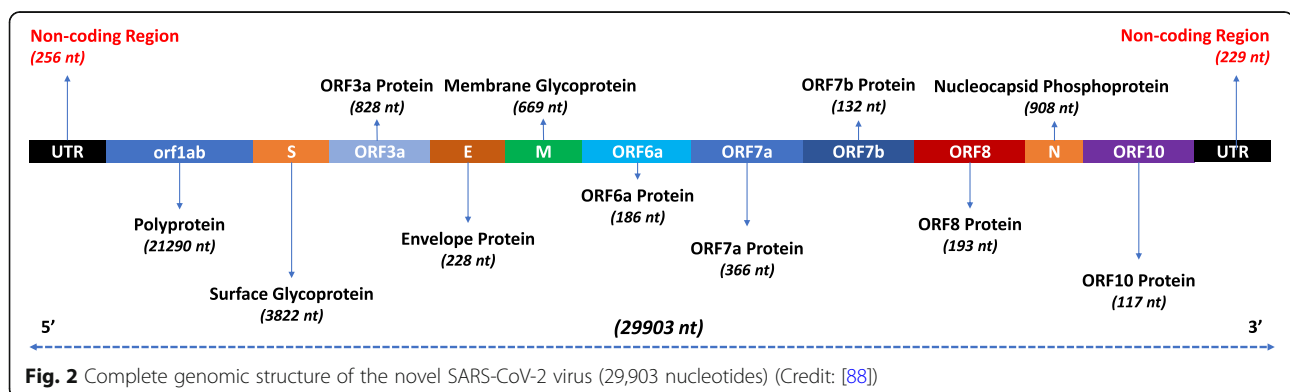 Non-coding Region
(256 nt)
Non-coding Region
(229 nt)
ORF3a Protein
(828 nt)
Membrane Glycoprotein
(669 nt)
ORF7b Protein
(132 nt)
Nucleocapsid Phosphoprotein
(908 nt)
UTR orf1ab S ORF3a E M ORF6a ORF7a ORF7b ORF8 N ORF10 UTR
Polyprotein
(21290 nt)
Surface Glycoprotein
(3822 nt)
Envelope Protein
(228 nt)
ORF6a Protein
(186 nt)
ORF7a Protein
(366 nt)
ORF8 Protein
(193 nt)
ORF10 Protein
(117 nt)
5’ (29903 nt) 3’
Fig. 2 Complete genomic structure of the novel SARS-CoV-2 virus (29,903 nucleotides) (Credit: [88])